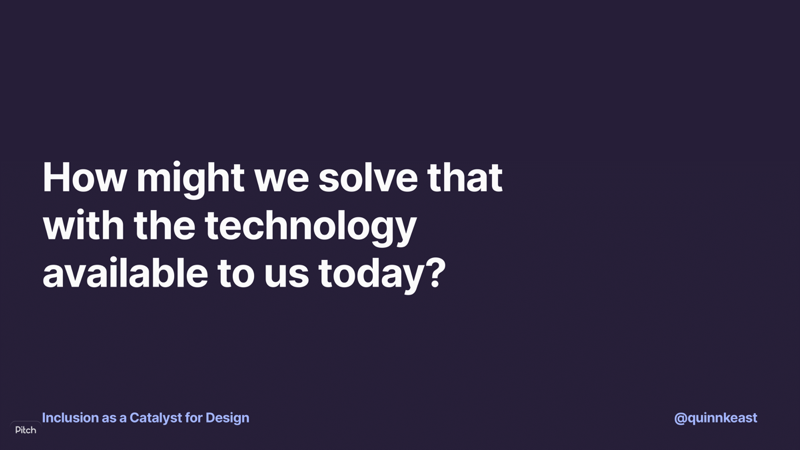 How might we solve that
with the technology
available to us today?
Inclusion as a Catalyst for Design
@quinnkeast
Pitch